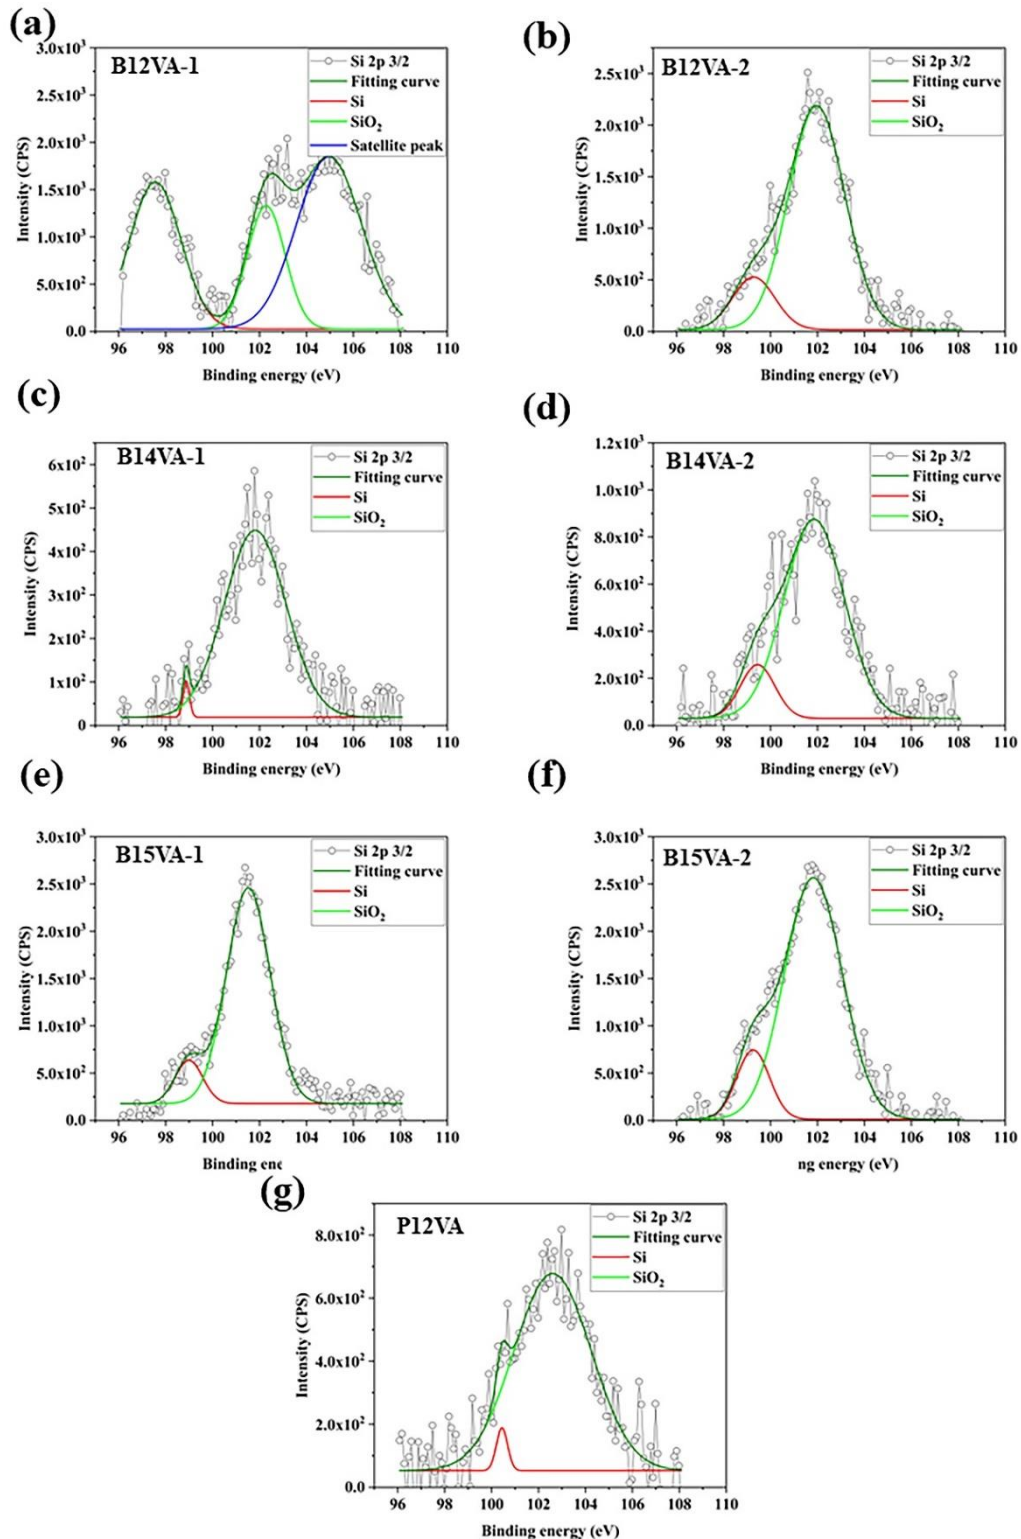 (a)
B12VA-1
Si 2p 3/2
Fitting curve
Si
SiO₂
Satellite peak
3.0x10³
2.5x10³
2.0x10³
1.5x10³
1.0x10³
5.0x10²
0.0
Intensity (CPS)
96 98 100 102 104 106 108 110
Binding energy (eV)
(b)
B12VA-2
Si 2p 3/2
Fitting curve
Si
SiO₂
2.5x10³
2.0x10³
1.5x10³
1.0x10³
5.0x10²
0.0
Intensity (CPS)
96 98 100 102 104 106 108 110
Binding energy (eV)
(c)
B14VA-1
Si 2p 3/2
Fitting curve
Si
SiO₂
6x10²
5x10²
4x10²
3x10²
2x10²
1x10²
0
Intensity (CPS)
96 98 100 102 104 106 108 110
Binding energy (eV)
(d)
B14VA-2
Si 2p 3/2
Fitting curve
Si
SiO₂
1.2x10³
1.0x10³
8.0x10²
6.0x10²
4.0x10²
2.0x10²
0.0
Intensity (CPS)
96 98 100 102 104 106 108 110
Binding energy (eV)
(e)
B15VA-1
Si 2p 3/2
Fitting curve
Si
SiO₂
3.0x10³
2.5x10³
2.0x10³
1.5x10³
1.0x10³
5.0x10²
0.0
Intensity (CPS)
96 98 100 102 104 106 108 110
Binding ene
(f)
B15VA-2
Si 2p 3/2
Fitting curve
Si
SiO₂
3.0x10³
2.5x10³
2.0x10³
1.5x10³
1.0x10³
5.0x10²
0.0
Intensity (CPS)
96 98 100 102 104 106 108 110
ng energy (eV)
(g)
P12VA
Si 2p 3/2
Fitting curve
Si
SiO₂
8.0x10²
6.0x10²
4.0x10²
2.0x10²
0.0
Intensity (CPS)
96 98 100 102 104 106 108 110
Binding energy (eV)